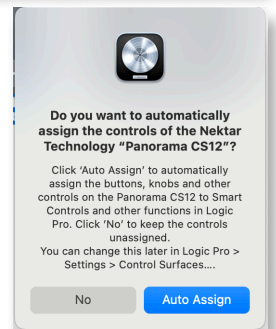 Do you want to automatically
assign the controls of the Nektar
Technology “Panorama CS12”?
Click ‘Auto Assign’ to automatically
assign the buttons, knobs and other
controls on the Panorama CS12 to Smart
Controls and other functions in Logic
Pro. Click ‘No’ to keep the controls
unassigned.
You can change this later in Logic Pro >
Settings > Control Surfaces….
No
Auto Assign